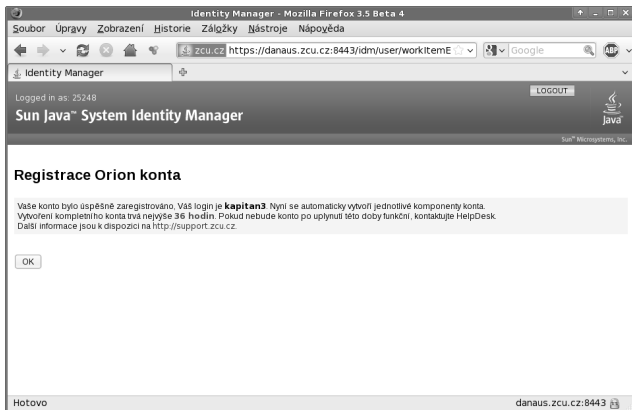 Identity Manager - Mozilla Firefox 3.5 Beta 4
Soubor Úpravy Zobrazení Historie Záložky Nástroje Nápověda
zcu.cz https://danaus.zcu.cz:8443/idm/user/workItemE Google ABP
Identity Manager
LOGOUT
Logged in as: 25248
Sun Java™ System Identity Manager
Java
Sun™ Microsystems, Inc.
Registrace Orion konta
Vaše konto bylo úspěšně zaregistrováno, Váš login je kapitan3. Nyní se automaticky vytvoří jednotlivé komponenty konta.
Vytvoření kompletního konta trvá nejvýše 36 hodin. Pokud nebude konto po uplynutí této doby funkční, kontaktujte HelpDesk.
Další informace jsou k dispozici na http://support.zcu.cz.
OK
Hotovo danaus.zcu.cz:8443